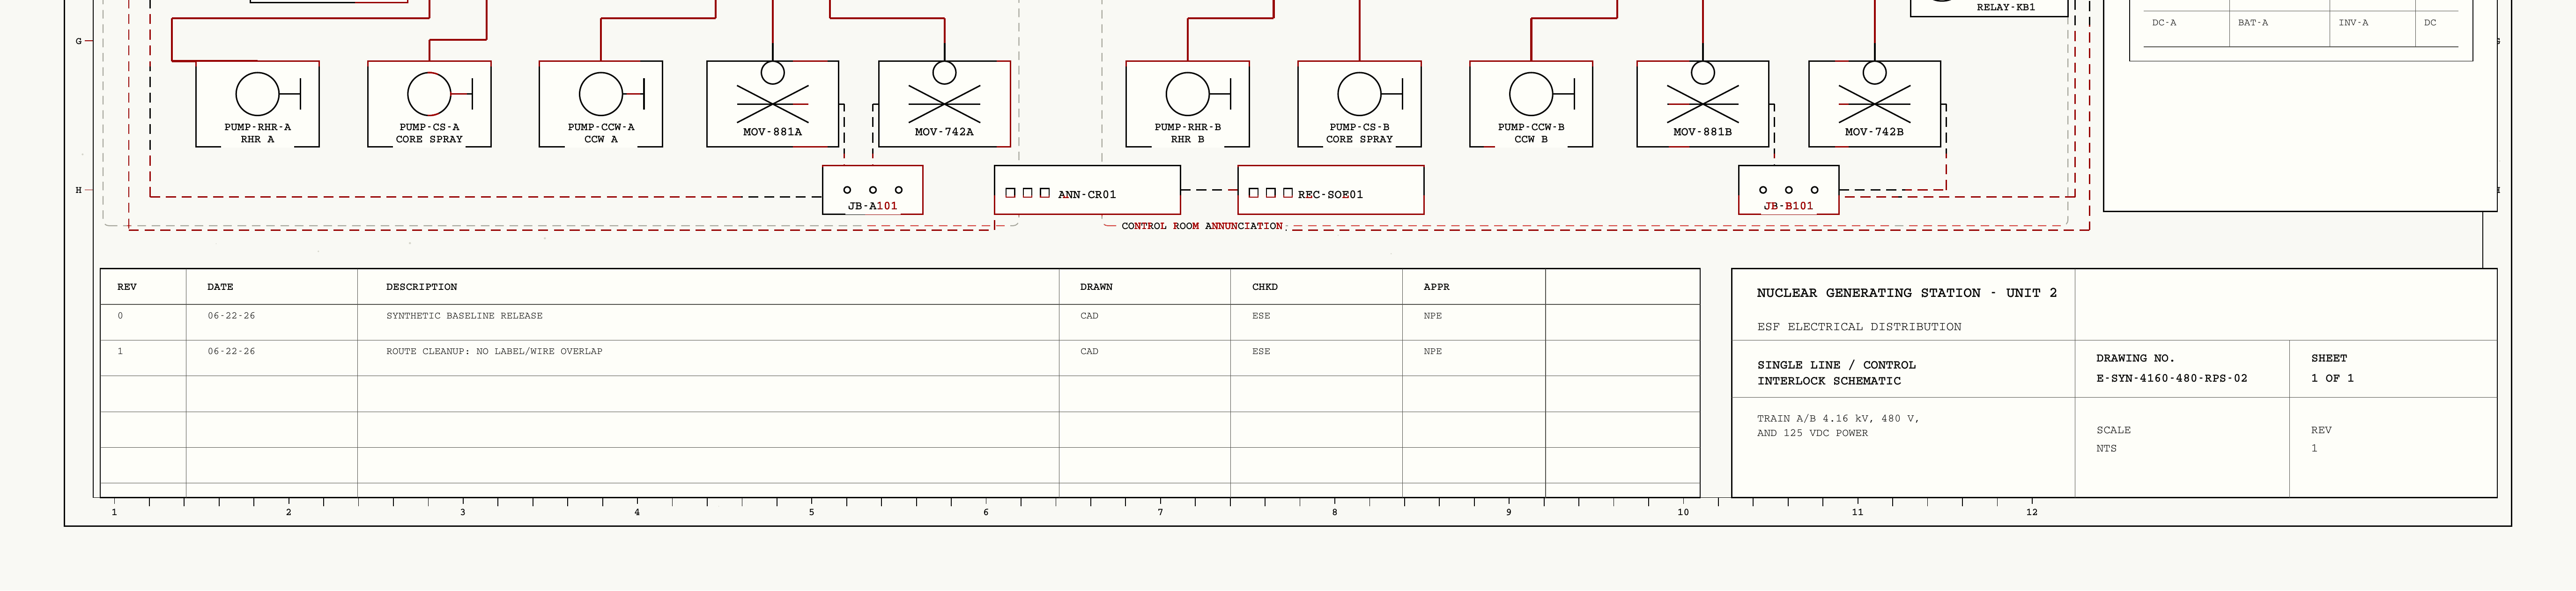 RELAY-KB1
DC-A BAT-A INV-A DC
G
PUMP-RHR-A
RHR A
PUMP-CS-A
CORE SPRAY
PUMP-CCW-A
CCW A
MOV-881A
MOV-742A
PUMP-RHR-B
RHR B
PUMP-CS-B
CORE SPRAY
PUMP-CCW-B
CCW B
MOV-881B
MOV-742B
H
JB-A101
ANN-CR01
REC-SOE01
JB-B101
CONTROL ROOM ANNUNCIATION
REV DATE DESCRIPTION DRAWN CHKD APPR
0 06-22-26 SYNTHETIC BASELINE RELEASE CAD ESE NPE
1 06-22-26 ROUTE CLEANUP: NO LABEL/WIRE OVERLAP CAD ESE NPE
NUCLEAR GENERATING STATION - UNIT 2
ESF ELECTRICAL DISTRIBUTION
SINGLE LINE / CONTROL
INTERLOCK SCHEMATIC
DRAWING NO.
E-SYN-4160-480-RPS-02
SHEET
1 OF 1
TRAIN A/B 4.16 kV, 480 V,
AND 125 VDC POWER
SCALE
NTS
REV
1
1 2 3 4 5 6 7 8 9 10 11 12